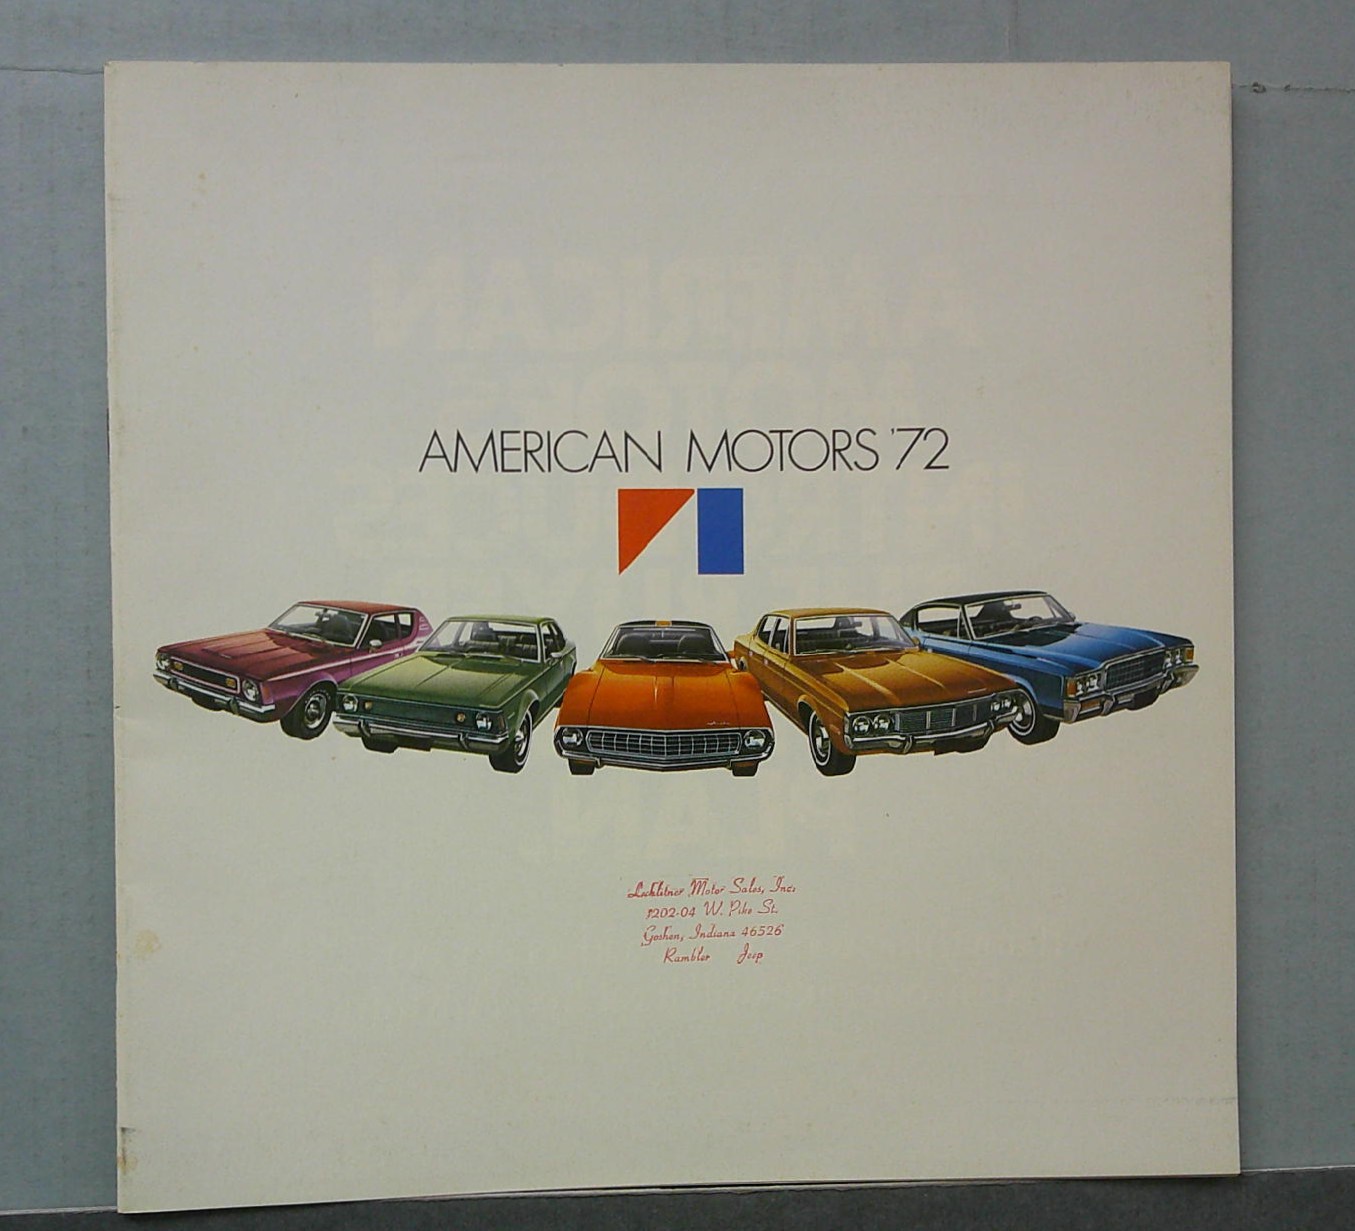 AMERICAN MOTORS '72
Lechlitner Motor Sales, Inc.
1202-04 W. Pike St.
Goshen, Indiana 46526
Rambler Jeep